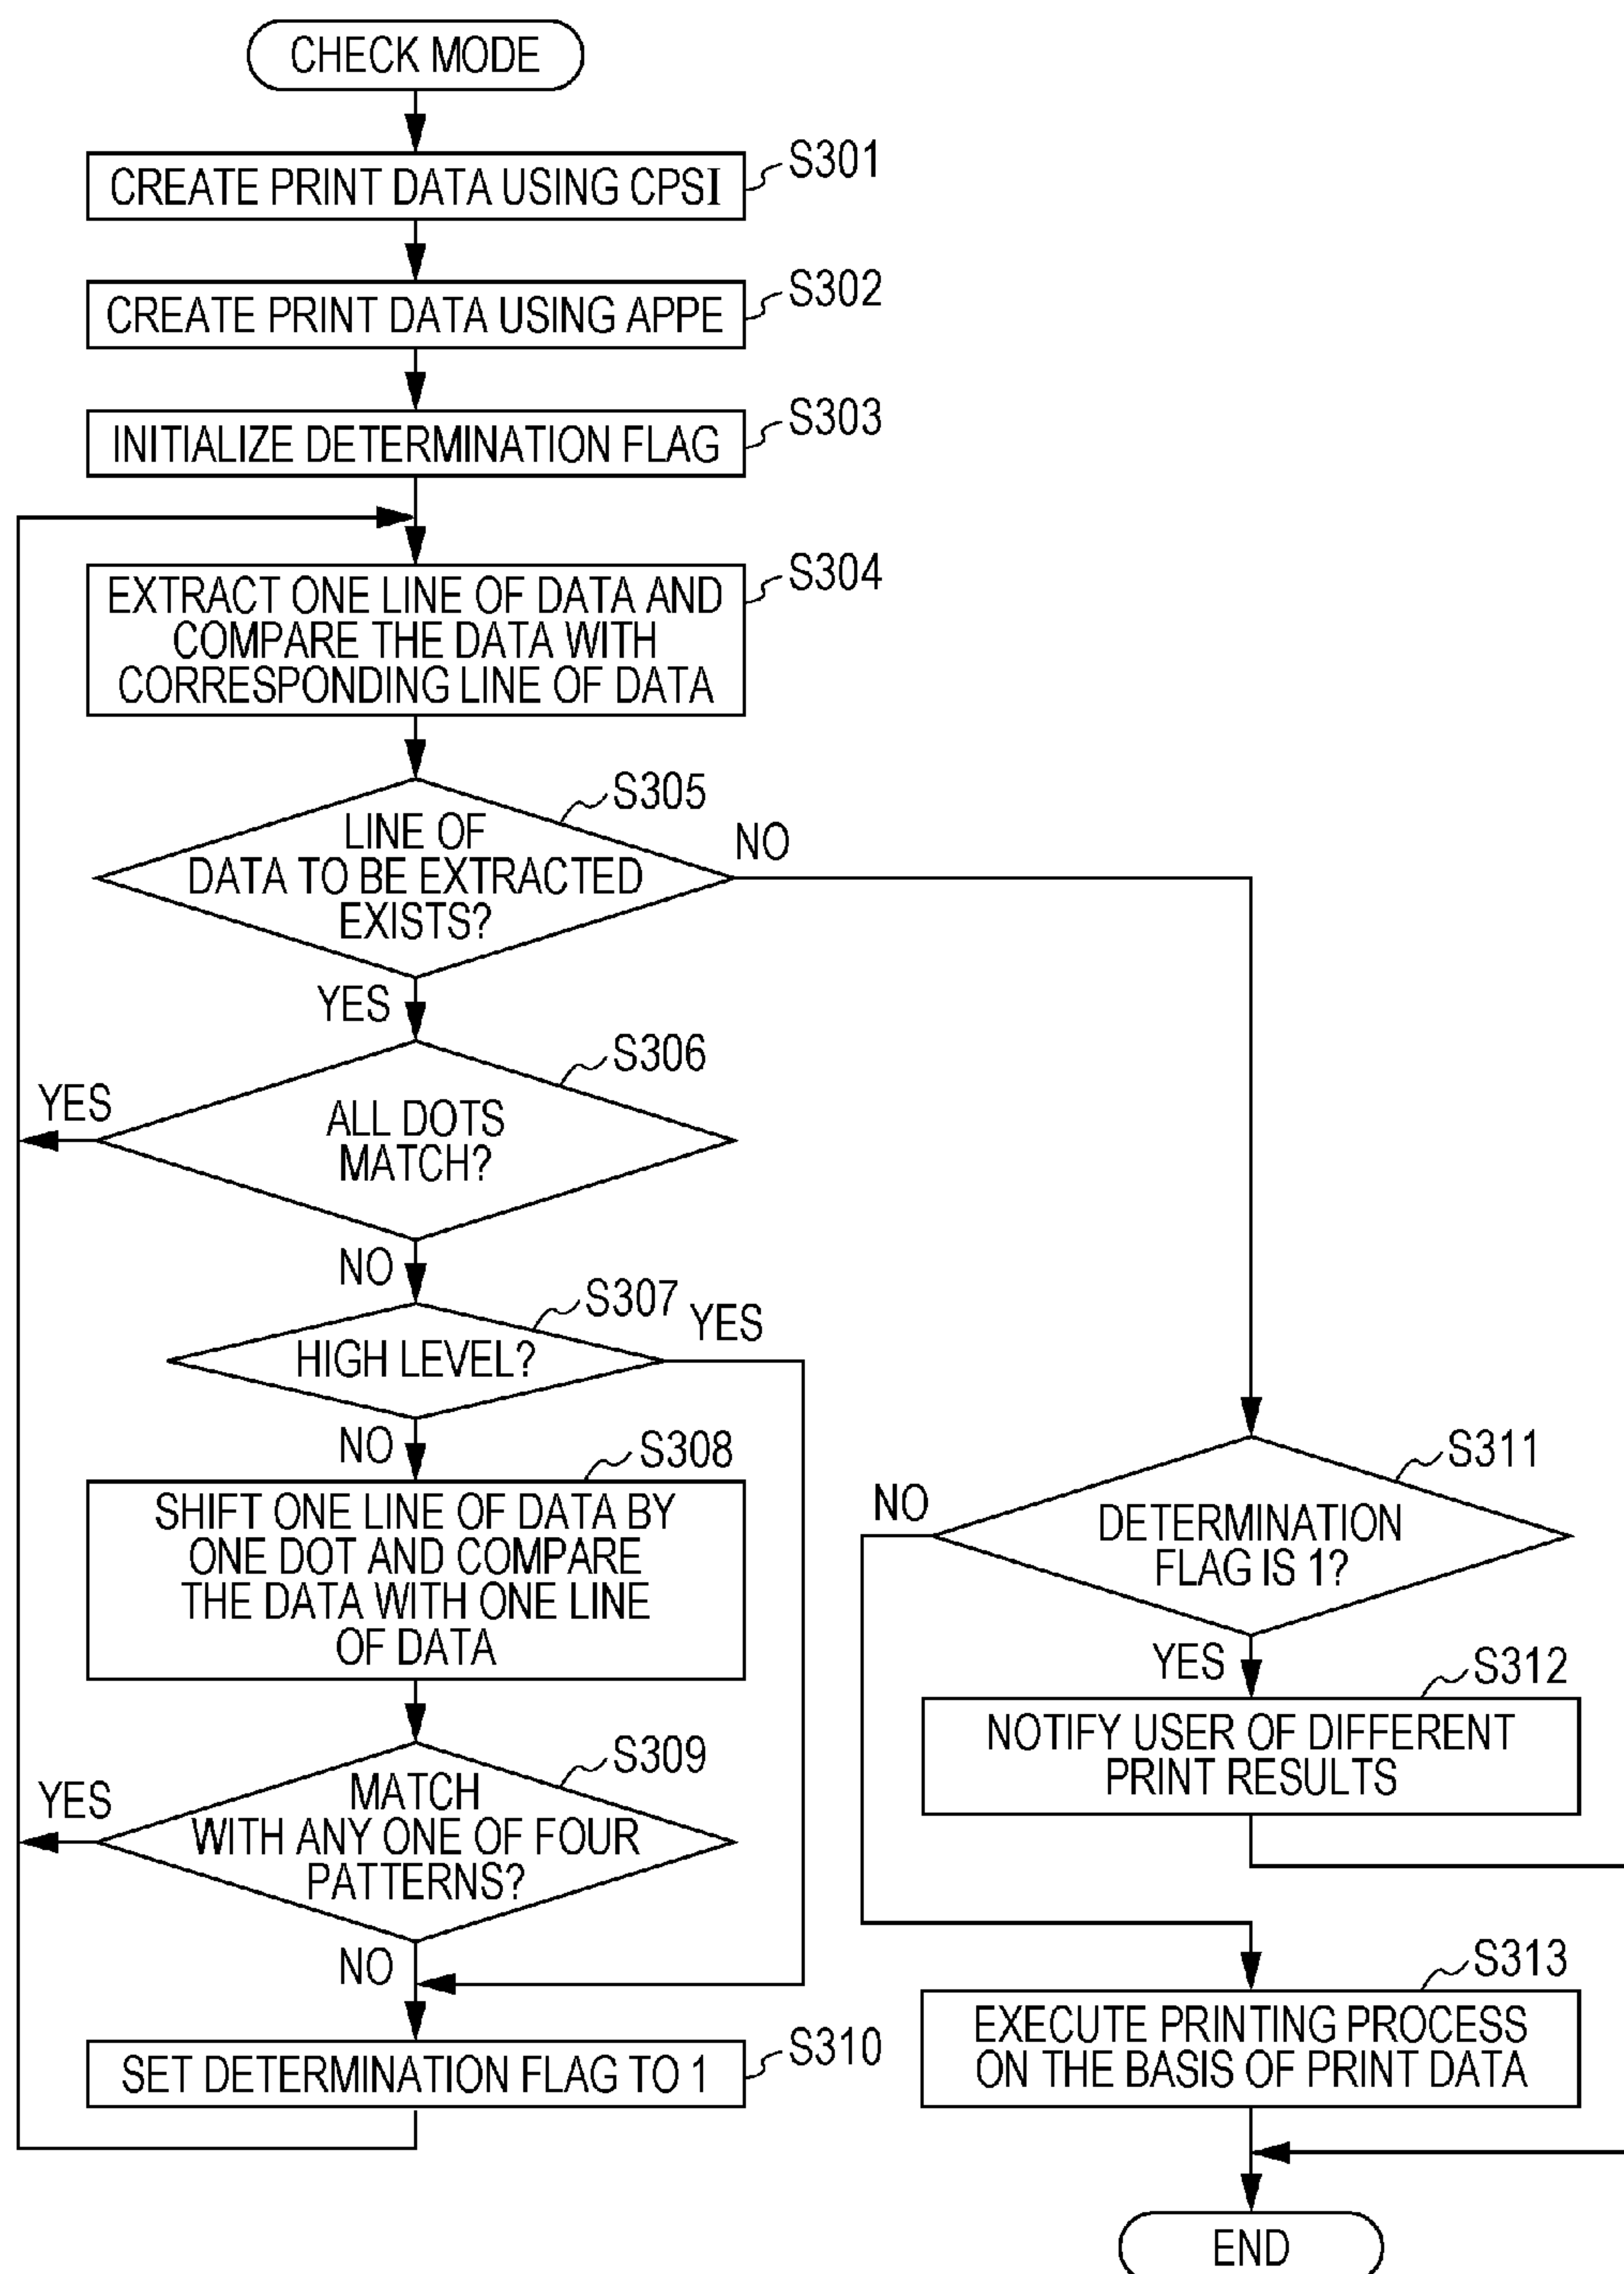 CHECK MODE
CREATE PRINT DATA USING CPSI
S301
CREATE PRINT DATA USING APPE
S302
INITIALIZE DETERMINATION FLAG
S303
EXTRACT ONE LINE OF DATA AND
COMPARE THE DATA WITH
CORRESPONDING LINE OF DATA
S304
LINE OF
DATA TO BE EXTRACTED
EXISTS?
S305
NO
YES
ALL DOTS
MATCH?
S306
YES
NO
HIGH LEVEL?
S307
YES
NO
SHIFT ONE LINE OF DATA BY
ONE DOT AND COMPARE
THE DATA WITH ONE LINE
OF DATA
S308
MATCH
WITH ANY ONE OF FOUR
PATTERNS?
S309
YES
NO
SET DETERMINATION FLAG TO 1
S310
DETERMINATION
FLAG IS 1?
S311
NO
YES
NOTIFY USER OF DIFFERENT
PRINT RESULTS
S312
EXECUTE PRINTING PROCESS
ON THE BASIS OF PRINT DATA
S313
END